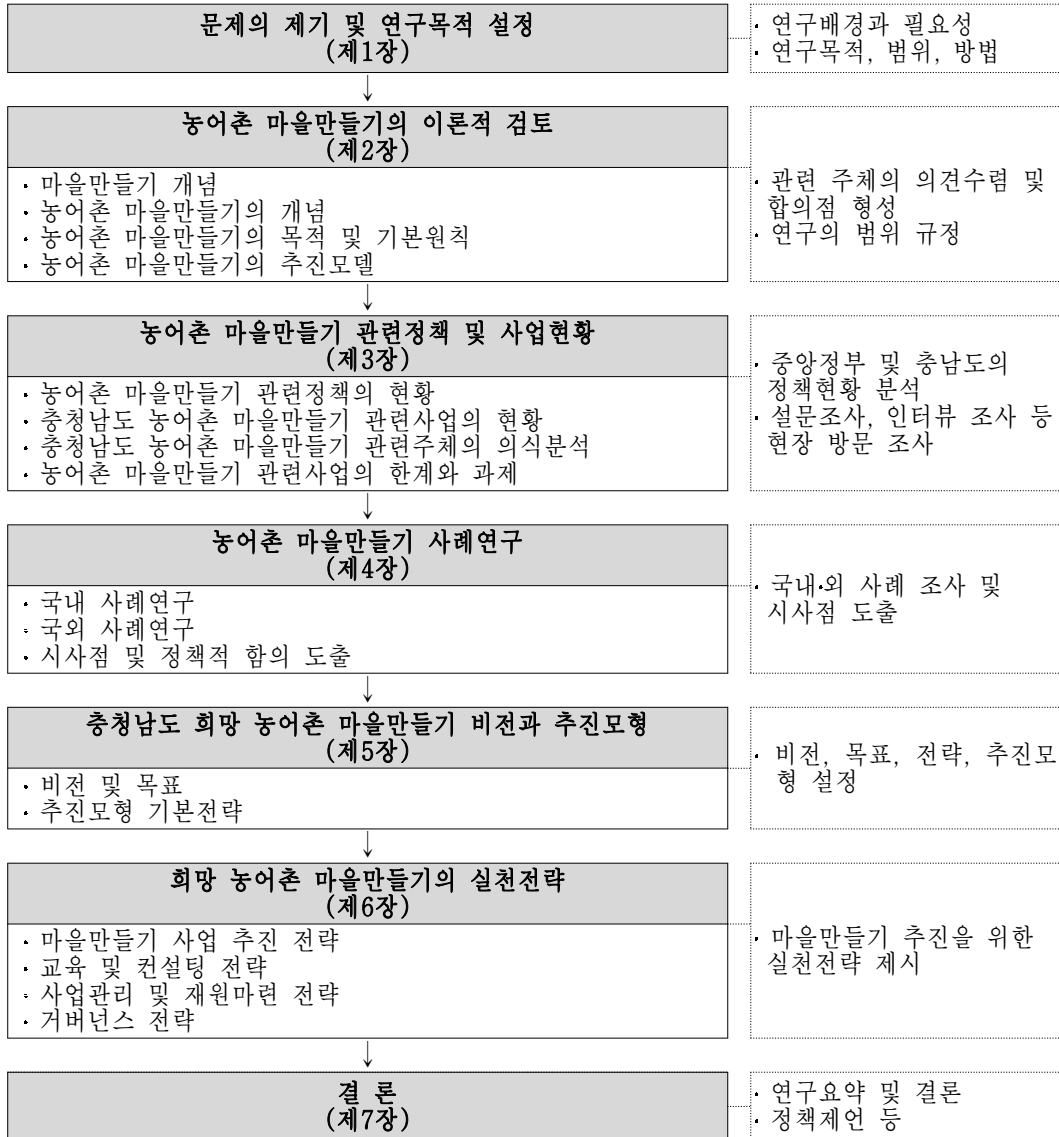 문제의 제기 및 연구목적 설정
(제1장)
· 연구배경과 필요성
· 연구목적, 범위, 방법
농어촌 마을만들기의 이론적 검토
(제2장)
· 마을만들기 개념
· 농어촌 마을만들기의 개념
· 농어촌 마을만들기의 목적 및 기본원칙
· 농어촌 마을만들기의 추진모델
· 관련 주체의 의견수렴 및
합의점 형성
· 연구의 범위 규정
농어촌 마을만들기 관련정책 및 사업현황
(제3장)
· 농어촌 마을만들기 관련정책의 현황
· 충청남도 농어촌 마을만들기 관련사업의 현황
· 충청남도 농어촌 마을만들기 관련주체의 의식분석
· 농어촌 마을만들기 관련사업의 한계와 과제
· 중앙정부 및 충남도의
정책현황 분석
· 설문조사, 인터뷰 조사 등
현장 방문 조사
농어촌 마을만들기 사례연구
(제4장)
· 국내 사례연구
· 국외 사례연구
· 시사점 및 정책적 함의 도출
· 국내·외 사례 조사 및
시사점 도출
충청남도 희망 농어촌 마을만들기 비전과 추진모형
(제5장)
· 비전 및 목표
· 추진모형 기본전략
· 비전, 목표, 전략, 추진모
형 설정
희망 농어촌 마을만들기의 실천전략
(제6장)
· 마을만들기 사업 추진 전략
· 교육 및 컨설팅 전략
· 사업관리 및 재원마련 전략
· 거버넌스 전략
· 마을만들기 추진을 위한
실천전략 제시
결 론
(제7장)
· 연구요약 및 결론
· 정책제언 등